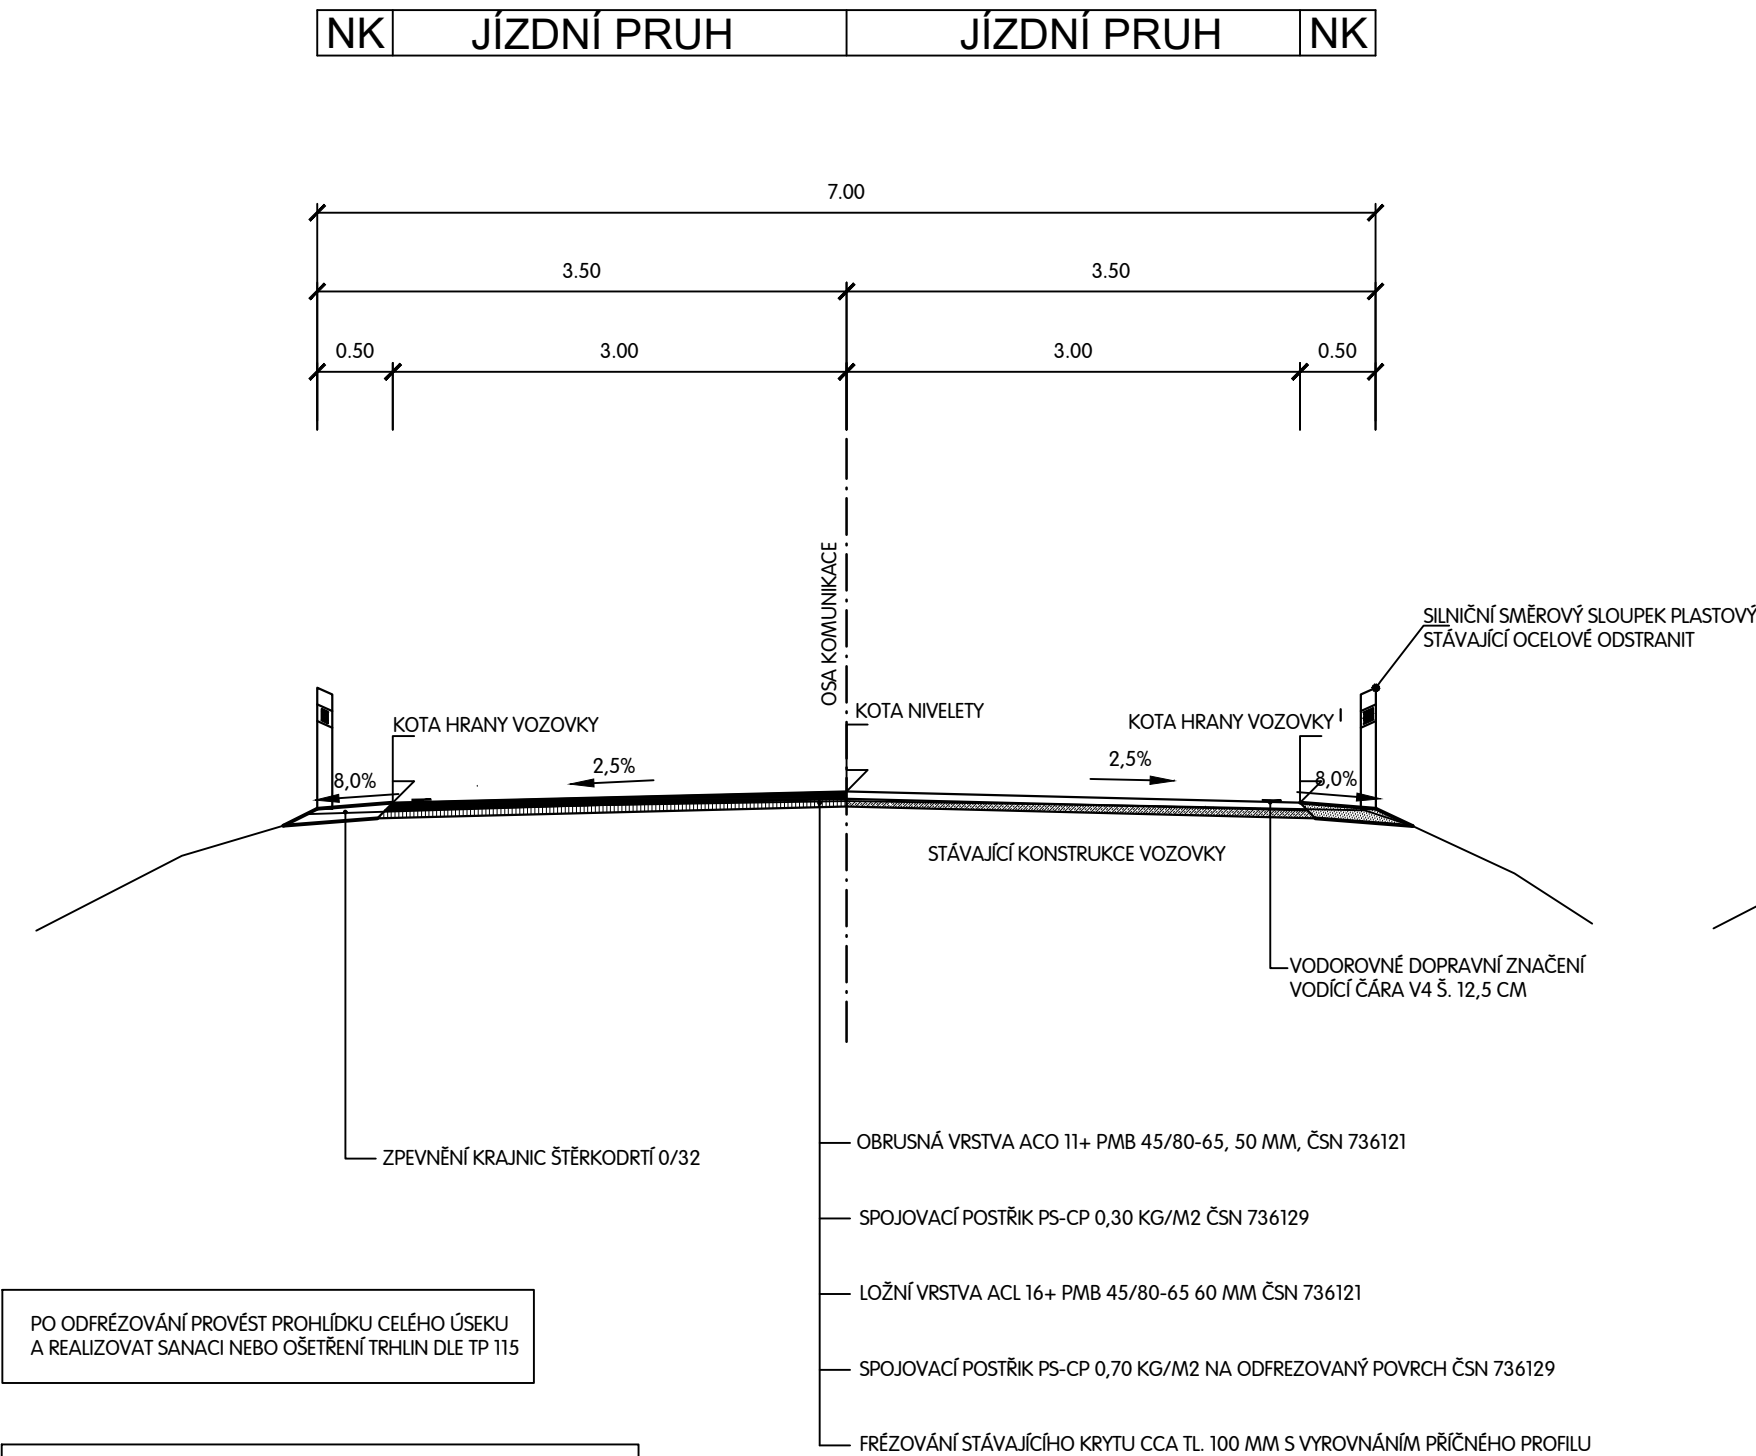 NK JÍZDNÍ PRUH JÍZDNÍ PRUH NK
7.00
3.50 3.50
0.50 3.00 3.00 0.50
OSA KOMUNIKACE
SILNIČNÍ SMĚROVÝ SLOUPEK PLASTOVÝ
STÁVAJÍCÍ OCELOVÉ ODSTRANIT
KOTA HRANY VOZOVKY
KOTA NIVELETY
KOTA HRANY VOZOVKY
8,0%
2,5%
2,5%
8,0%
STÁVAJÍCÍ KONSTRUKCE VOZOVKY
VODOROVNÉ DOPRAVNÍ ZNAČENÍ
VODÍCÍ ČÁRA V4 Š. 12,5 CM
ZPEVNĚNÍ KRAJNIC ŠTĚRKODRTÍ 0/32
OBRUSNÁ VRSTVA ACO 11+ PMB 45/80-65, 50 MM, ČSN 736121
SPOJOVACÍ POSTŘIK PS-CP 0,30 KG/M2 ČSN 736129
LOŽNÍ VRSTVA ACL 16+ PMB 45/80-65 60 MM ČSN 736121
SPOJOVACÍ POSTŘIK PS-CP 0,70 KG/M2 NA ODFREZOVANÝ POVRCH ČSN 736129
FRÉZOVÁNÍ STÁVAJÍCÍHO KRYTU CCA TL. 100 MM S VYROVNÁNÍM PŘÍČNÉHO PROFILU
PO ODFRÉZOVÁNÍ PROVÉST PROHLÍDKU CELÉHO ÚSEKU
A REALIZOVAT SANACI NEBO OŠETŘENÍ TRHLIN DLE TP 115